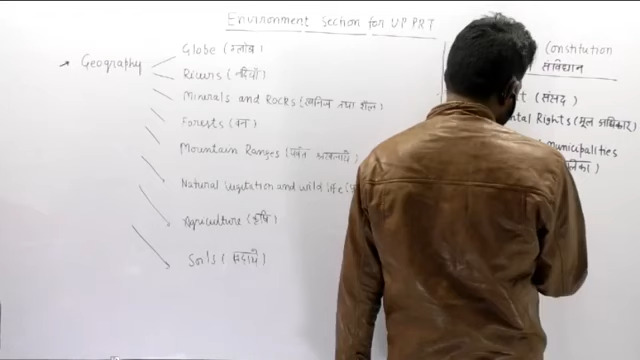 Environment Section for UP PRT
Geography
Globe (ग्लोब)
Rivers (नदियाँ)
Minerals and Rocks (खनिज तथा शैल)
Forests (वन)
Mountain Ranges (पर्वत
Natural Vegetation and wild life
Agriculture (कृषि)
Soils (मृदायें)
Constitution
संविधान
(संसद)
Rights (मूल अधिकार)
Municipalities